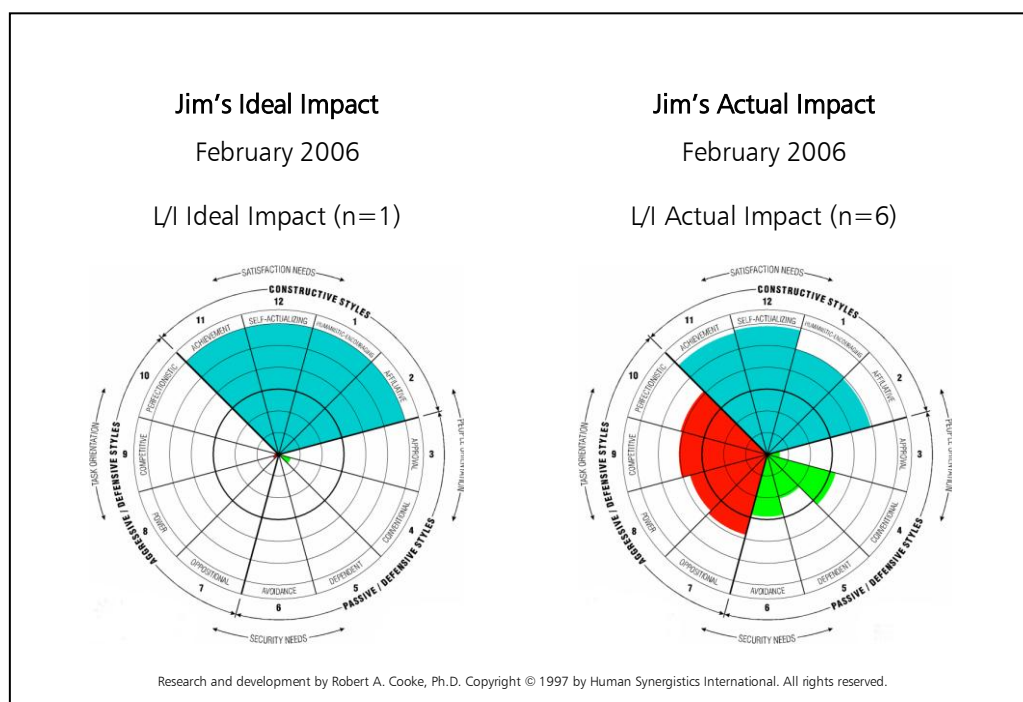 Jim's Ideal Impact
February 2006
L/I Ideal Impact (n=1)
SATISFACTION NEEDS
CONSTRUCTIVE STYLES
12
11
1
SELF-ACTUALIZING
ACHIEVEMENT
HUMANISTIC-ENCOURAGING
10
2
PERFECTIONISTIC
AFFILIATIVE
TASK ORIENTATION
9
COMPETITIVE
APPROVAL
3
AGGRESSIVE / DEFENSIVE STYLES
8
POWER
CONVENTIONAL
4
OPPOSITIONAL
DEPENDENT
7
AVOIDANCE
5
PASSIVE / DEFENSIVE STYLES
6
SECURITY NEEDS
Jim's Actual Impact
February 2006
L/I Actual Impact (n=6)
SATISFACTION NEEDS
CONSTRUCTIVE STYLES
12
11
1
SELF-ACTUALIZING
ACHIEVEMENT
HUMANISTIC-ENCOURAGING
10
2
PERFECTIONISTIC
AFFILIATIVE
TASK ORIENTATION
9
COMPETITIVE
APPROVAL
3
AGGRESSIVE / DEFENSIVE STYLES
8
POWER
CONVENTIONAL
4
OPPOSITIONAL
DEPENDENT
7
AVOIDANCE
5
PASSIVE / DEFENSIVE STYLES
6
SECURITY NEEDS
Research and development by Robert A. Cooke, Ph.D. Copyright © 1997 by Human Synergistics International. All rights reserved.